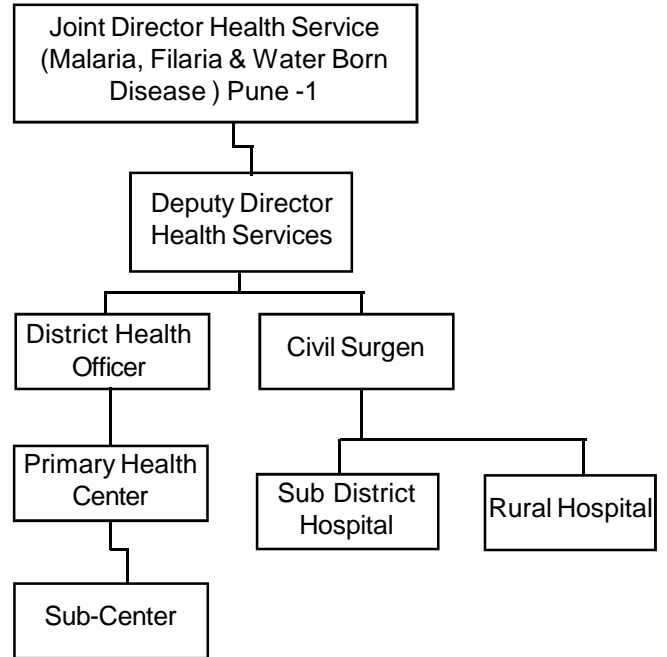 Joint Director Health Service
(Malaria, Filaria & Water Born
Disease ) Pune -1
Deputy Director
Health Services
District Health
Officer
Civil Surgen
Primary Health
Center
Sub District
Hospital
Rural Hospital
Sub-Center